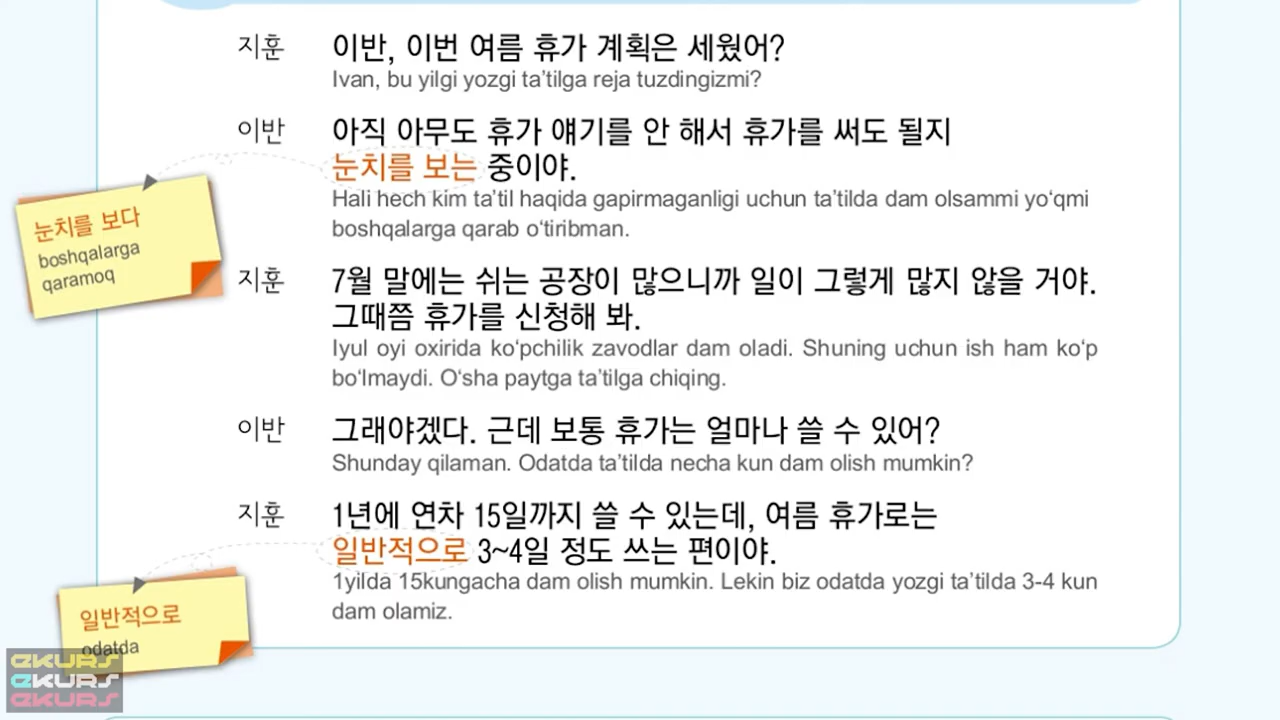 지훈 이반, 이번 여름 휴가 계획은 세웠어?
Ivan, bu yilgi yozgi ta’tilga reja tuzdingizmi?
이반 아직 아무도 휴가 얘기를 안 해서 휴가를 써도 될지
눈치를 보는 중이야.
Hali hech kim ta’til haqida gapirmaganligi uchun ta’tilda dam olsammi yo‘qmi
boshqalarga qarab o‘tiribman.
눈치를 보다
boshqalarga
qaramoq
지훈 7월 말에는 쉬는 공장이 많으니까 일이 그렇게 많지 않을 거야.
그때쯤 휴가를 신청해 봐.
Iyul oyi oxirida ko‘pchilik zavodlar dam oladi. Shuning uchun ish ham ko‘p
bo‘lmaydi. O‘sha paytga ta’tilga chiqing.
이반 그래야겠다. 근데 보통 휴가는 얼마나 쓸 수 있어?
Shunday qilaman. Odatda ta’tilda necha kun dam olish mumkin?
지훈 1년에 연차 15일까지 쓸 수 있는데, 여름 휴가로는
일반적으로 3~4일 정도 쓰는 편이야.
1yilda 15kungacha dam olish mumkin. Lekin biz odatda yozgi ta’tilda 3-4 kun
dam olamiz.
일반적으로
odatda
eKURS
eKURS
eKURS